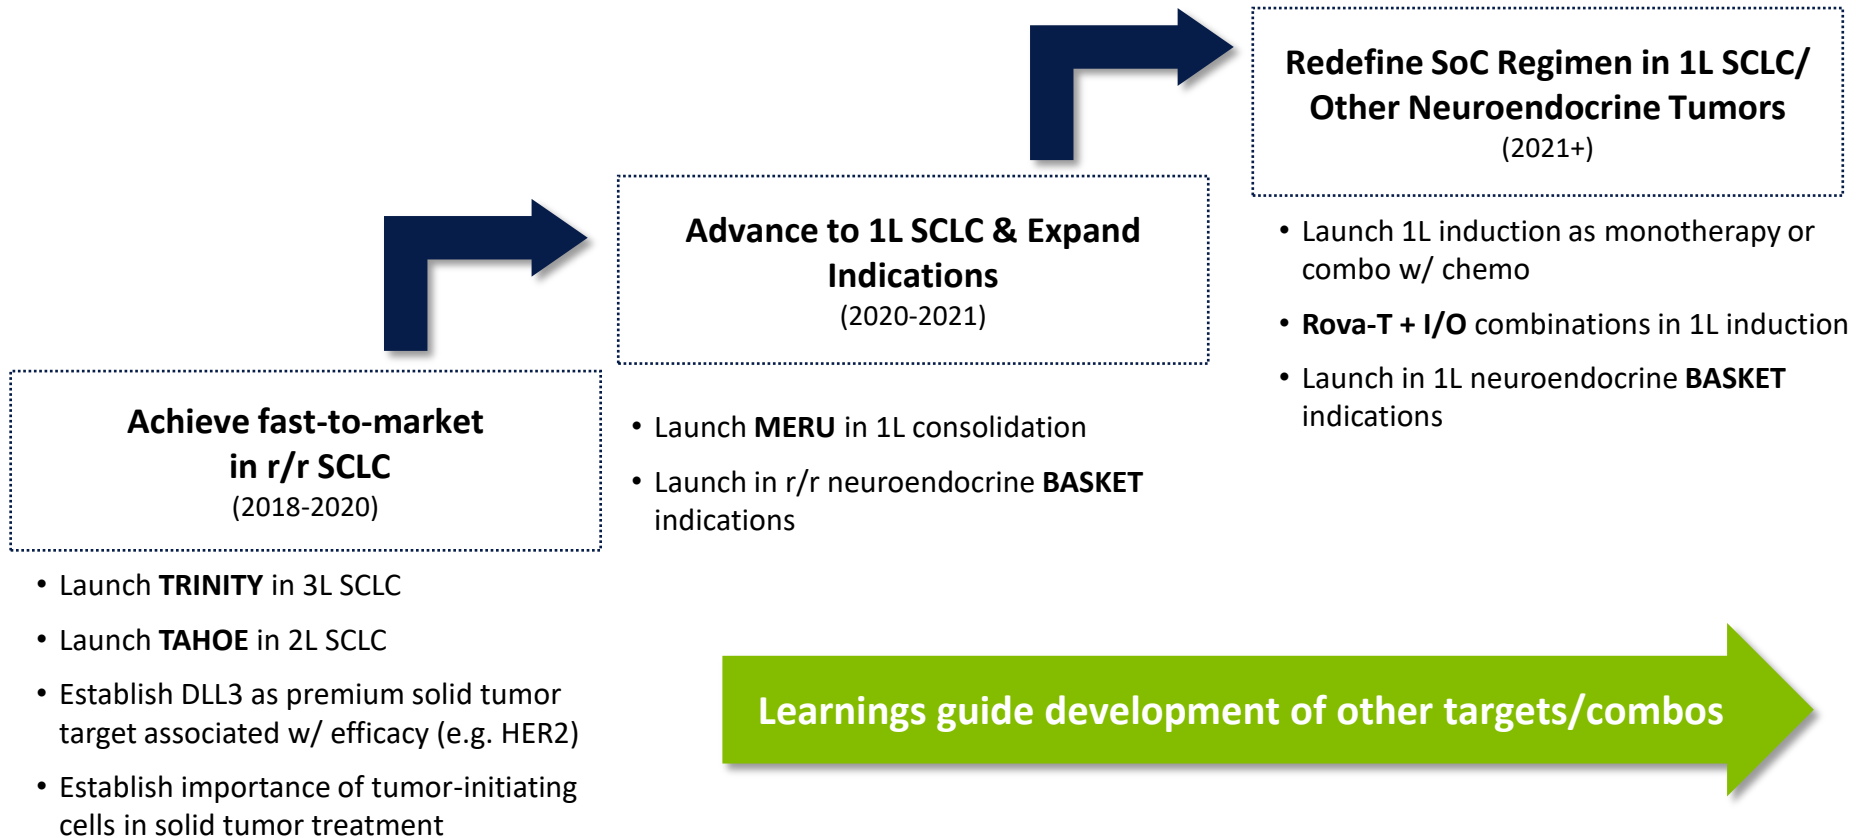 Achieve fast-to-market
in r/r SCLC
(2018-2020)
• Launch TRINITY in 3L SCLC
• Launch TAHOE in 2L SCLC
• Establish DLL3 as premium solid tumor
target associated w/ efficacy (e.g. HER2)
• Establish importance of tumor-initiating
cells in solid tumor treatment
Advance to 1L SCLC & Expand
Indications
(2020-2021)
• Launch MERU in 1L consolidation
• Launch in r/r neuroendocrine BASKET
indications
Redefine SoC Regimen in 1L SCLC/
Other Neuroendocrine Tumors
(2021+)
• Launch 1L induction as monotherapy or
combo w/ chemo
• Rova-T + I/O combinations in 1L induction
• Launch in 1L neuroendocrine BASKET
indications
Learnings guide development of other targets/combos